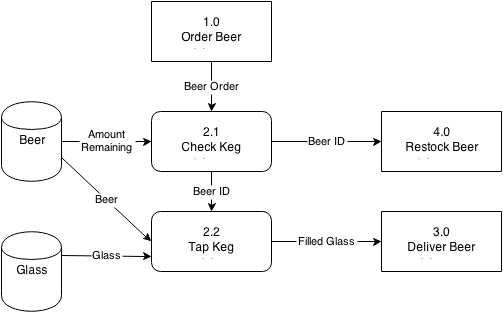 1.0
Order Beer
Beer Order
Beer
Amount
Remaining
2.1
Check Keg
Beer ID
4.0
Restock Beer
Beer ID
Beer
2.2
Tap Keg
Filled Glass
3.0
Deliver Beer
Glass
Glass